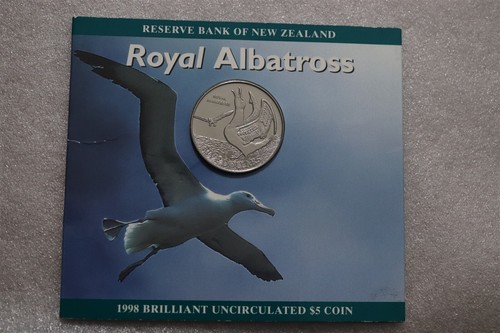 RESERVE BANK OF NEW ZEALAND
Royal Albatross
1998 BRILLIANT UNCIRCULATED $5 COIN